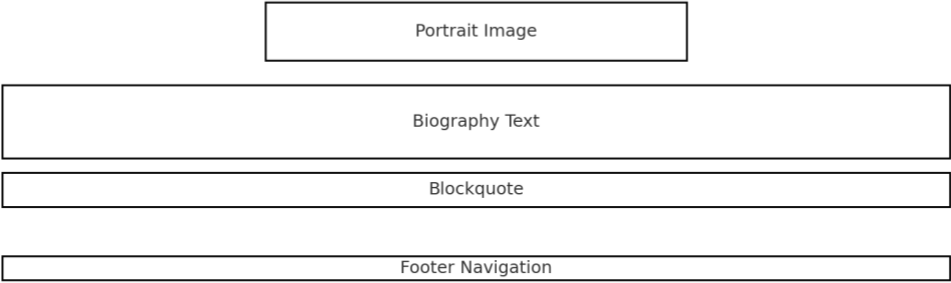 Portrait Image
Biography Text
Blockquote
Footer Navigation